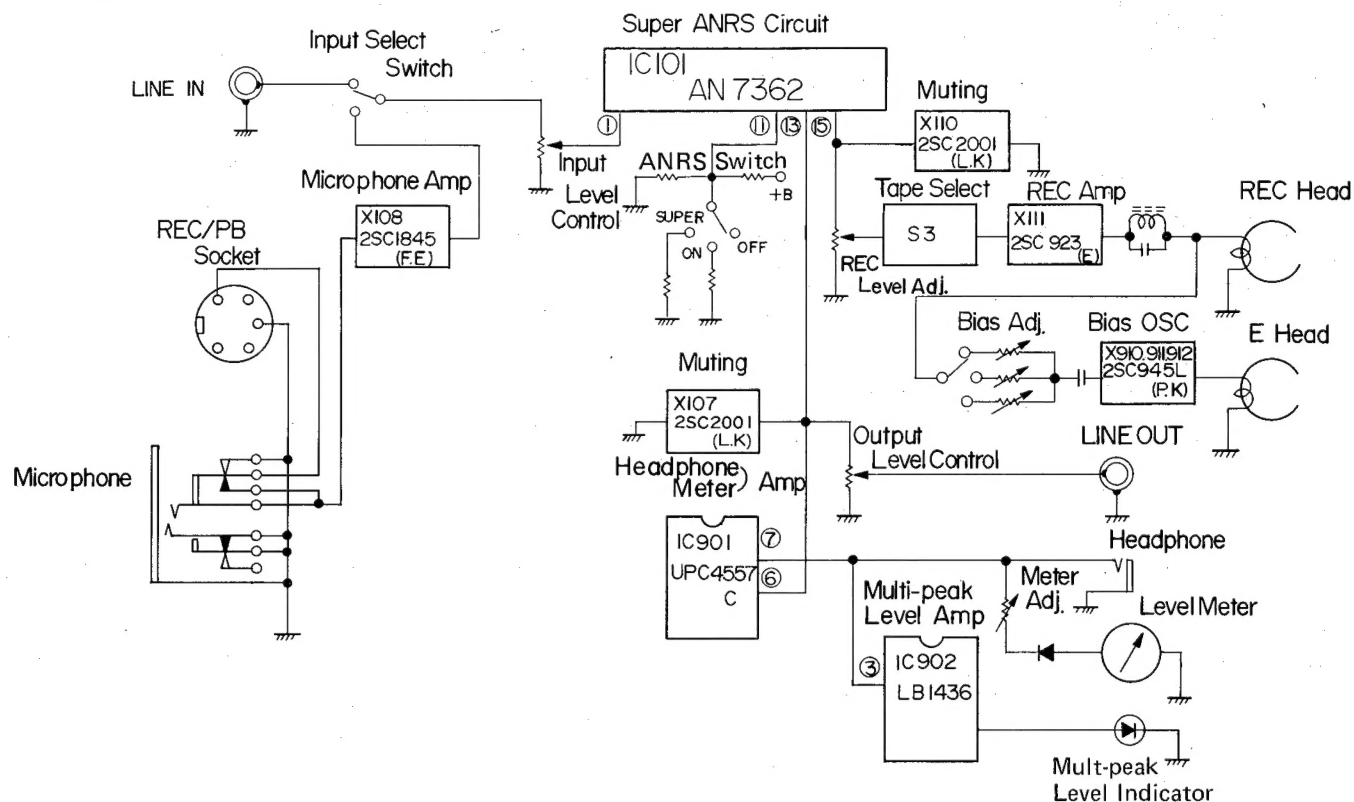 Super ANRS Circuit
IC101
AN 7362
① ⑪ ⑬ ⑮
Input Select
Switch
LINE IN
Input
Level
Control
ANRS Switch
+B
SUPER
ON
OFF
Muting
X110
2SC2001
(L.K)
Microphone Amp
X108
2SC1845
(F.E)
REC/PB
Socket
Tape Select
S3
REC Amp
X111
2SC 923
(E)
REC Head
REC
Level Adj.
Bias Adj.
Bias OSC
X910.911.912
2SC945L
(P.K)
E Head
Muting
X107
2SC2001
(L.K)
Output
Level Control
LINE OUT
Microphone
Headphone
Meter) Amp
IC901
UPC4557
C
⑦
⑥
Headphone
Multi-peak
Level Amp
Meter
Adj.
Level Meter
③
IC902
LB1436
Mult-peak
Level Indicator